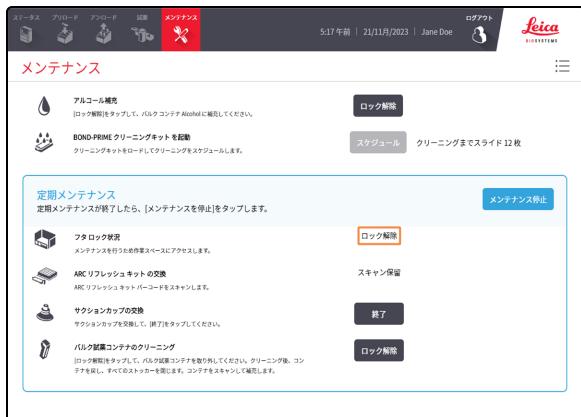 ステータス プリロード アンロード 試薬 メンテナンス ログアウト
5:17 午前 | 21/11月/2023 | Jane Doe
Leica
BIOSYSTEMS
メンテナンス
アルコール補充
[ロック解除]をタップして、バルク コンテナ Alcohol に補充してください。
ロック解除
BOND-PRIME クリーニングキット を起動
クリーニングキットをロードしてクリーニングをスケジュールします。
スケジュール クリーニングまでスライド 12 枚
定期メンテナンス
定期メンテナンスが終了したら、[メンテナンスを停止]をタップします。
メンテナンス停止
フタ ロック状況
メンテナンスを行うため作業スペースにアクセスします。
ロック解除
ARC リフレッシュ キット の交換
ARC リフレッシュ キット バーコードをスキャンします。
スキャン保留
サクションカップの交換
サクションカップを交換して、[終了]をタップしてください。
終了
バルク試薬コンテナのクリーニング
[ロック解除]をタップして、バルク試薬コンテナを取り外してください。クリーニング後、コン
テナを戻し、すべてのストッカーを閉じます。コンテナをスキャンして補充します。
ロック解除